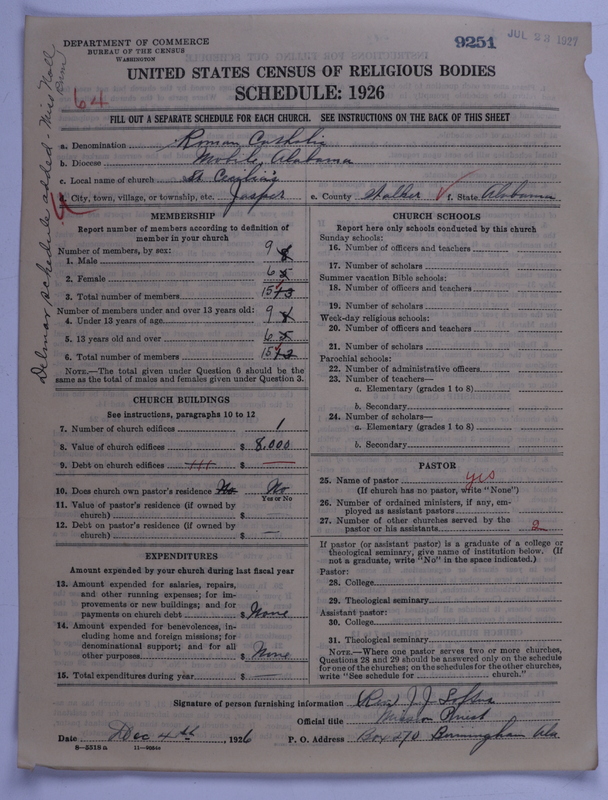 DEPARTMENT OF COMMERCE
BUREAU OF THE CENSUS
WASHINGTON
9251
JUL 23 1927
UNITED STATES CENSUS OF RELIGIOUS BODIES
SCHEDULE: 1926
64
FILL OUT A SEPARATE SCHEDULE FOR EACH CHURCH. SEE INSTRUCTIONS ON THE BACK OF THIS SHEET
Delmar schedule added - Miss Noll
a. Denomination Roman Catholic
b. Diocese Mobile, Alabama
c. Local name of church St Cecilia's
d. City, town, village, or township, etc. Jasper e. County Walker f. State Alabama
MEMBERSHIP
Report number of members according to definition of
member in your church
Number of members, by sex:
1. Male 9 8
2. Female 6 5
3. Total number of members 15 13
Number of members under and over 13 years old:
4. Under 13 years of age 9 8
5. 13 years old and over 6 5
6. Total number of members 15 13
NOTE.—The total given under Question 6 should be the
same as the total of males and females given under Question 3.
CHURCH BUILDINGS
See instructions, paragraphs 10 to 12
7. Number of church edifices 1
8. Value of church edifices $ 8,000
9. Debt on church edifices $ —
10. Does church own pastor's residence No No
Yes or No
11. Value of pastor's residence (if owned by
church) $
12. Debt on pastor's residence (if owned by
church) $ —
EXPENDITURES
Amount expended by your church during last fiscal year
13. Amount expended for salaries, repairs,
and other running expenses; for im-
provements or new buildings; and for
payments on church debt $ None
14. Amount expended for benevolences, in-
cluding home and foreign missions; for
denominational support; and for all
other purposes $ None
15. Total expenditures during year $ —
CHURCH SCHOOLS
Report here only schools conducted by this church
Sunday schools:
16. Number of officers and teachers
17. Number of scholars
Summer vacation Bible schools:
18. Number of officers and teachers
19. Number of scholars
Week-day religious schools:
20. Number of officers and teachers
21. Number of scholars
Parochial schools:
22. Number of administrative officers
23. Number of teachers—
a. Elementary (grades 1 to 8)
b. Secondary
24. Number of scholars—
a. Elementary (grades 1 to 8)
b. Secondary
PASTOR
25. Name of pastor yes
(If church has no pastor, write "None")
26. Number of ordained ministers, if any, em-
ployed as assistant pastors
27. Number of other churches served by the
pastor or his assistants 2
If pastor (or assistant pastor) is a graduate of a college or
theological seminary, give name of institution below. (If
not a graduate, write "No" in the space indicated.)
Pastor:
28. College
29. Theological seminary
Assistant pastor:
30. College
31. Theological seminary
NOTE.—Where one pastor serves two or more churches,
Questions 28 and 29 should be answered only on the schedule
for one of the churches; on the schedules for the other churches,
write "See schedule for church."
Signature of person furnishing information Rev. J. J.
Official title Mission Priest
Date Dec 4th, 1926 P. O. Address Box 270 Birmingham Ala
8—5518a 11—9084a